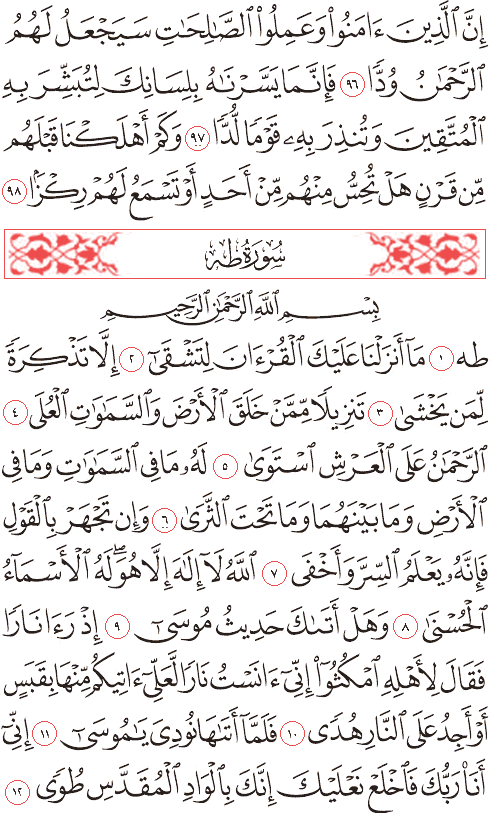 إِنَّ ٱلَّذِينَ ءَامَنُوا۟ وَعَمِلُوا۟ ٱلصَّـٰلِحَـٰتِ سَيَجْعَلُ لَهُمُ
ٱلرَّحْمَـٰنُ وُدًّا ٩٦ فَإِنَّمَا يَسَّرْنَـٰهُ بِلِسَانِكَ لِتُبَشِّرَ بِهِ
ٱلْمُتَّقِينَ وَتُنذِرَ بِهِۦ قَوْمًا لُّدًّا ٩٧ وَكَمْ أَهْلَكْنَا قَبْلَهُم
مِّن قَرْنٍ هَلْ تُحِسُّ مِنْهُم مِّنْ أَحَدٍ أَوْ تَسْمَعُ لَهُمْ رِكْزًۢا ٩٨
سُورَةُ طه
بِسْمِ ٱللَّهِ ٱلرَّحْمَـٰنِ ٱلرَّحِيمِ
طه ١ مَآ أَنزَلْنَا عَلَيْكَ ٱلْقُرْءَانَ لِتَشْقَىٰٓ ٢ إِلَّا تَذْكِرَةً
لِّمَن يَخْشَىٰ ٣ تَنزِيلًا مِّمَّنْ خَلَقَ ٱلْأَرْضَ وَٱلسَّمَـٰوَٰتِ ٱلْعُلَى ٤
ٱلرَّحْمَـٰنُ عَلَى ٱلْعَرْشِ ٱسْتَوَىٰ ٥ لَهُۥ مَا فِى ٱلسَّمَـٰوَٰتِ وَمَا فِى
ٱلْأَرْضِ وَمَا بَيْنَهُمَا وَمَا تَحْتَ ٱلثَّرَىٰ ٦ وَإِن تَجْهَرْ بِٱلْقَوْلِ
فَإِنَّهُۥ يَعْلَمُ ٱلسِّرَّ وَأَخْفَى ٧ ٱللَّهُ لَآ إِلَـٰهَ إِلَّا هُوَ ۖ لَهُ ٱلْأَسْمَآءُ
ٱلْحُسْنَىٰ ٨ وَهَلْ أَتَىٰكَ حَدِيثُ مُوسَىٰٓ ٩ إِذْ رَءَا نَارًا
فَقَالَ لِأَهْلِهِ ٱمْكُثُوٓا۟ إِنِّىٓ ءَانَسْتُ نَارًا لَّعَلِّىٓ ءَاتِيكُم مِّنْهَا بِقَبَسٍ
أَوْ أَجِدُ عَلَى ٱلنَّارِ هُدًى ١٠ فَلَمَّآ أَتَىٰهَا نُودِىَ يَـٰمُوسَىٰٓ ١١ إِنِّىٓ
أَنَا۠ رَبُّكَ فَٱخْلَعْ نَعْلَيْكَ إِنَّكَ بِٱلْوَادِ ٱلْمُقَدَّسِ طُوًى ١٢